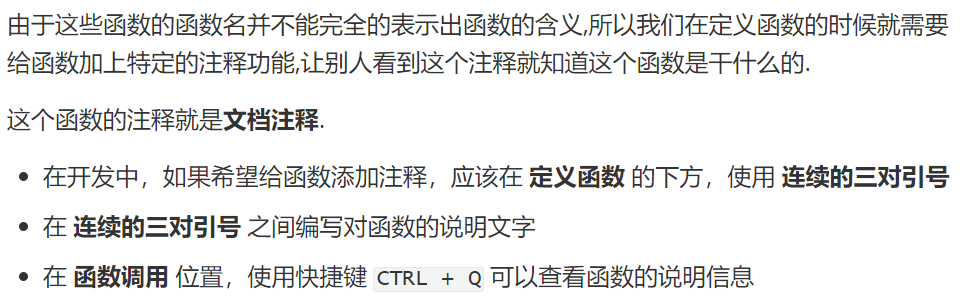 由于这些函数的函数名并不能完全的表示出函数的含义,所以我们在定义函数的时候就需要
给函数加上特定的注释功能,让别人看到这个注释就知道这个函数是干什么的.
这个函数的注释就是文档注释.
在开发中，如果希望给函数添加注释，应该在 定义函数 的下方，使用 连续的三对引号
在 连续的三对引号 之间编写对函数的说明文字
在 函数调用 位置，使用快捷键 CTRL + Q 可以查看函数的说明信息